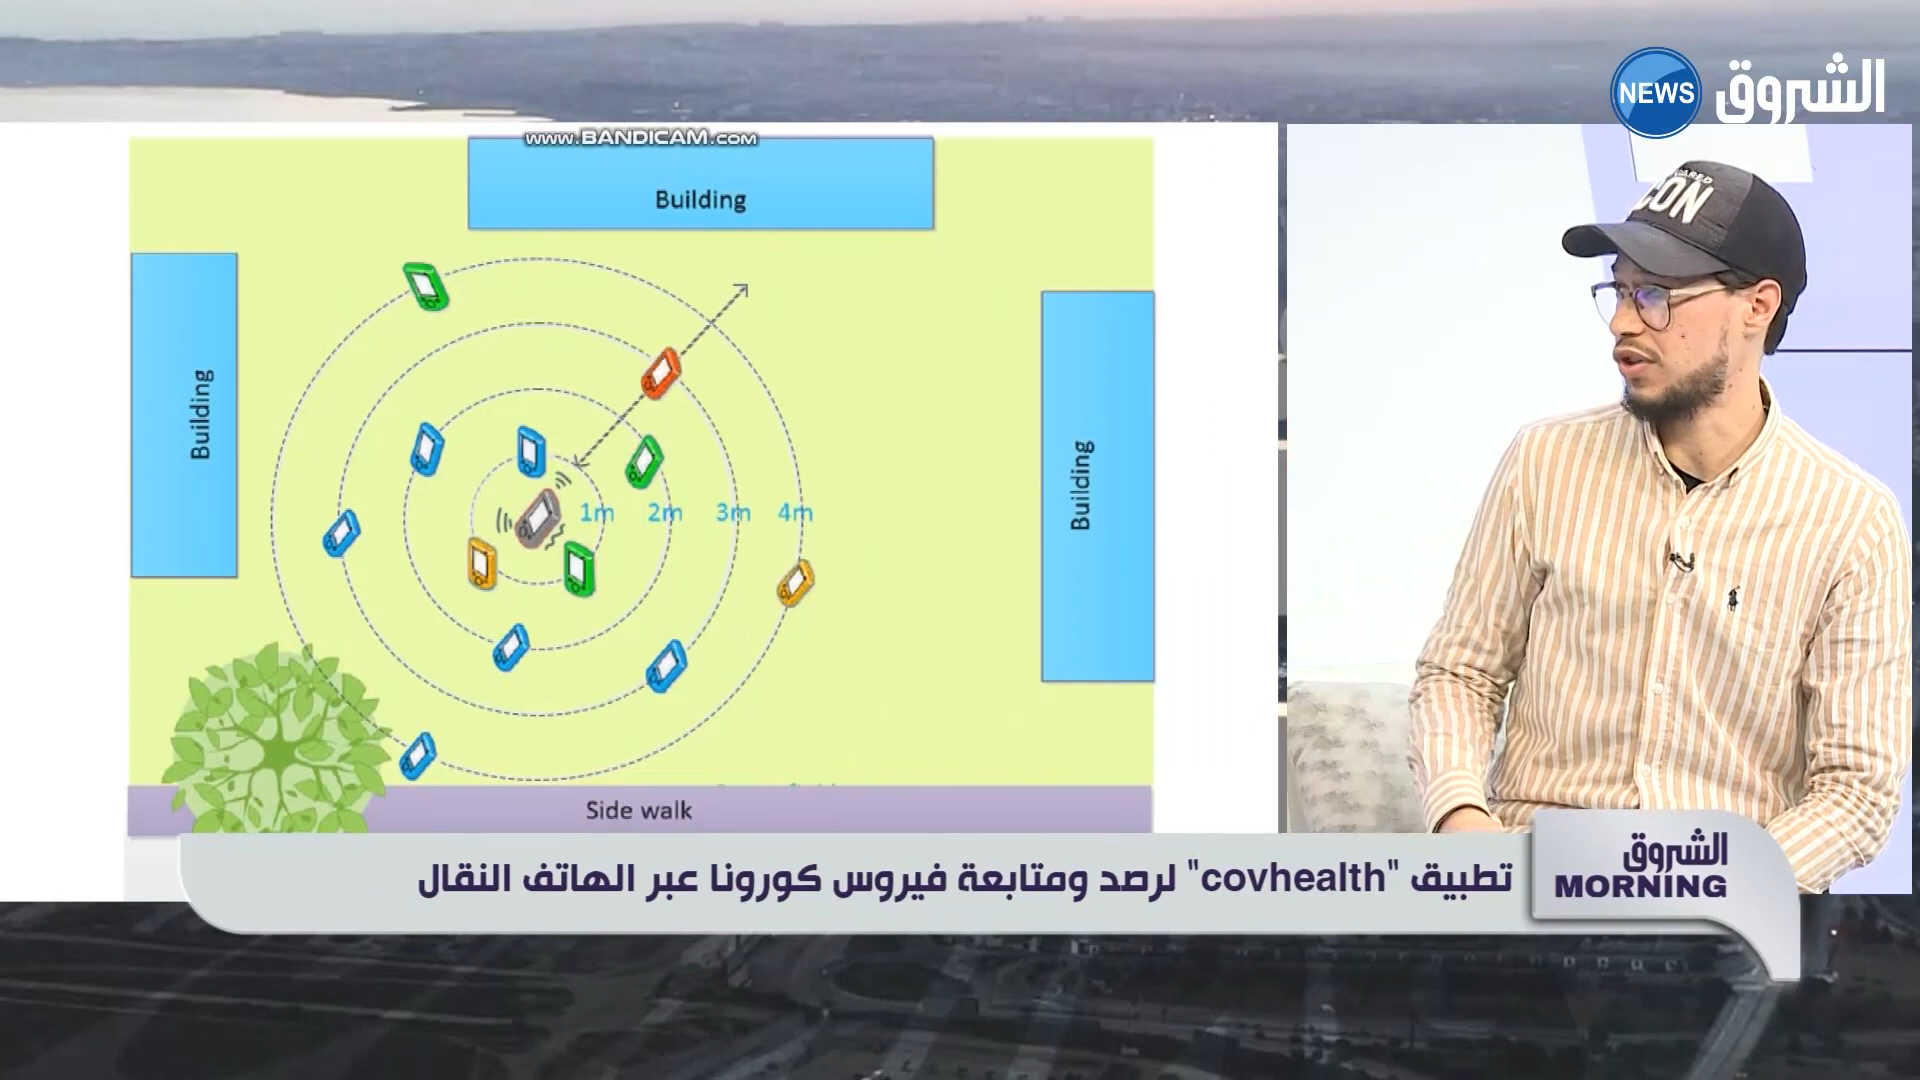 NEWS الشروق
www.BANDICAM.com
Building
CON
Building
Building
1m 2m 3m 4m
Side walk
تطبيق "covhealth" لرصد ومتابعة فيروس كورونا عبر الهاتف النقال
الشروق
MORNING